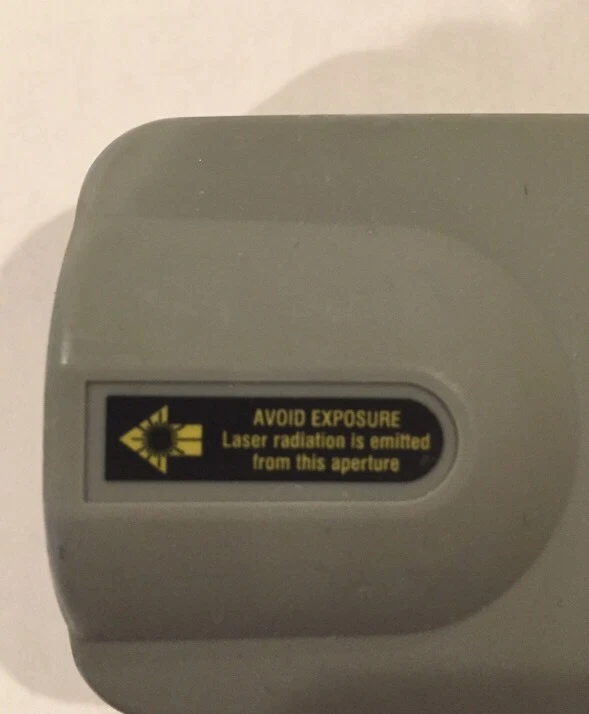 AVOID EXPOSURE
Laser radiation is emitted
from this aperture